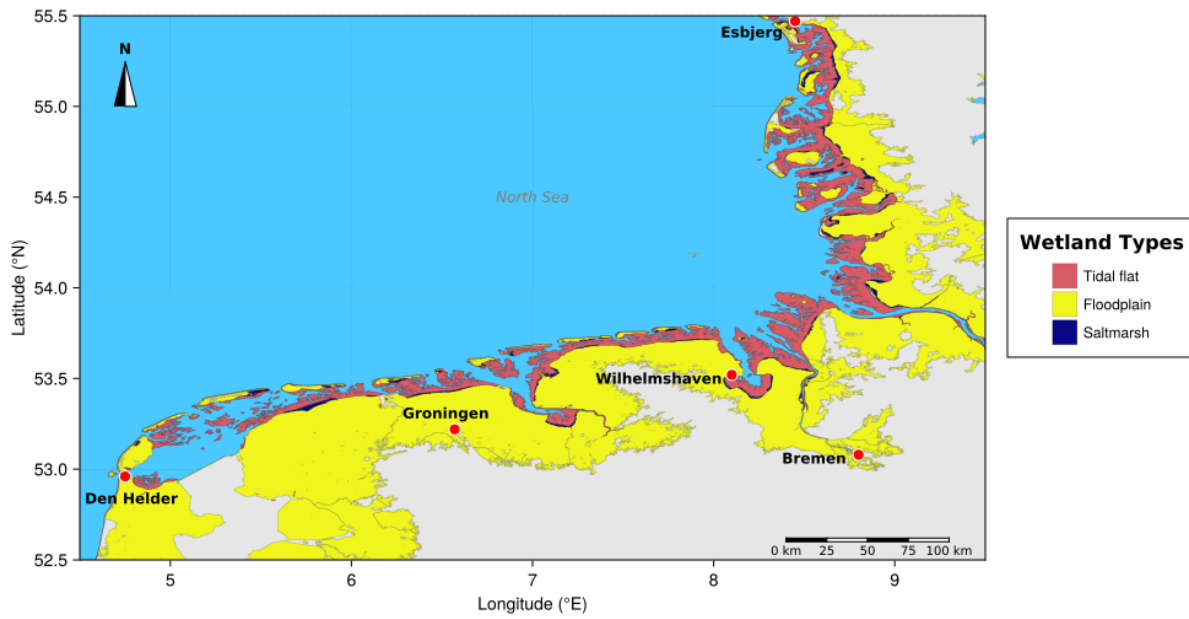 55.5
55.0
54.5
54.0
53.5
53.0
52.5
Latitude (°N)
N
Esbjerg
North Sea
Wilhelmshaven
Groningen
Bremen
Den Helder
0 km 25 50 75 100 km
5 6 7 8 9
Longitude (°E)
Wetland Types
Tidal flat
Floodplain
Saltmarsh